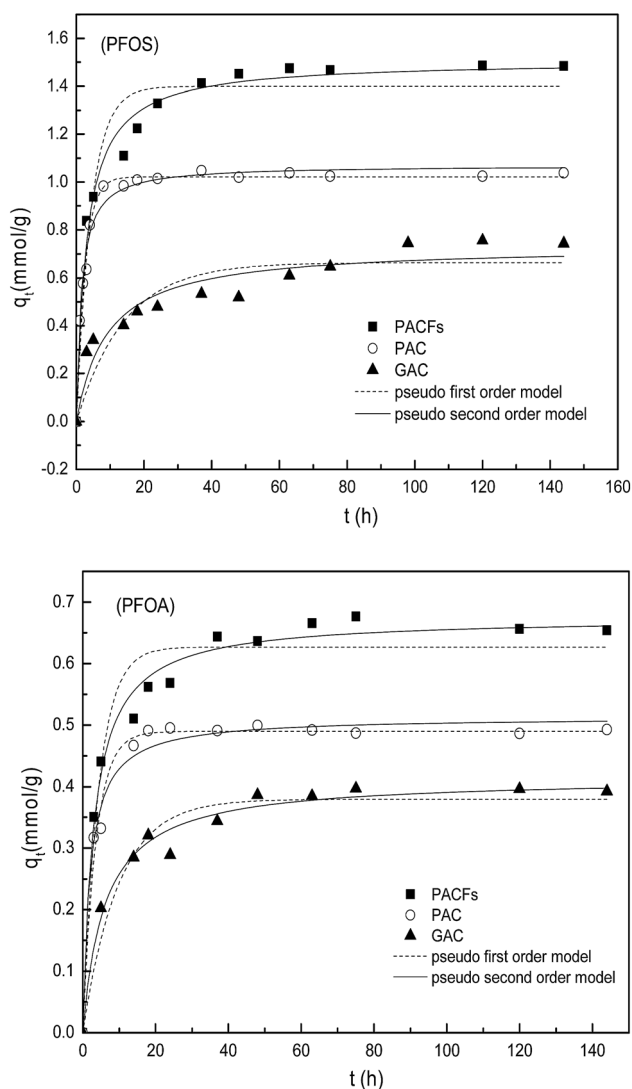 (PFOS)
1.6
1.4
1.2
1.0
0.8
0.6
0.4
0.2
0.0
-0.2
qt(mmol/g)
PACFs
PAC
GAC
pseudo first order model
pseudo second order model
0 20 40 60 80 100 120 140 160
t (h)
(PFOA)
0.7
0.6
0.5
0.4
0.3
0.2
0.1
0.0
qt(mmol/g)
PACFs
PAC
GAC
pseudo first order model
pseudo second order model
0 20 40 60 80 100 120 140
t (h)